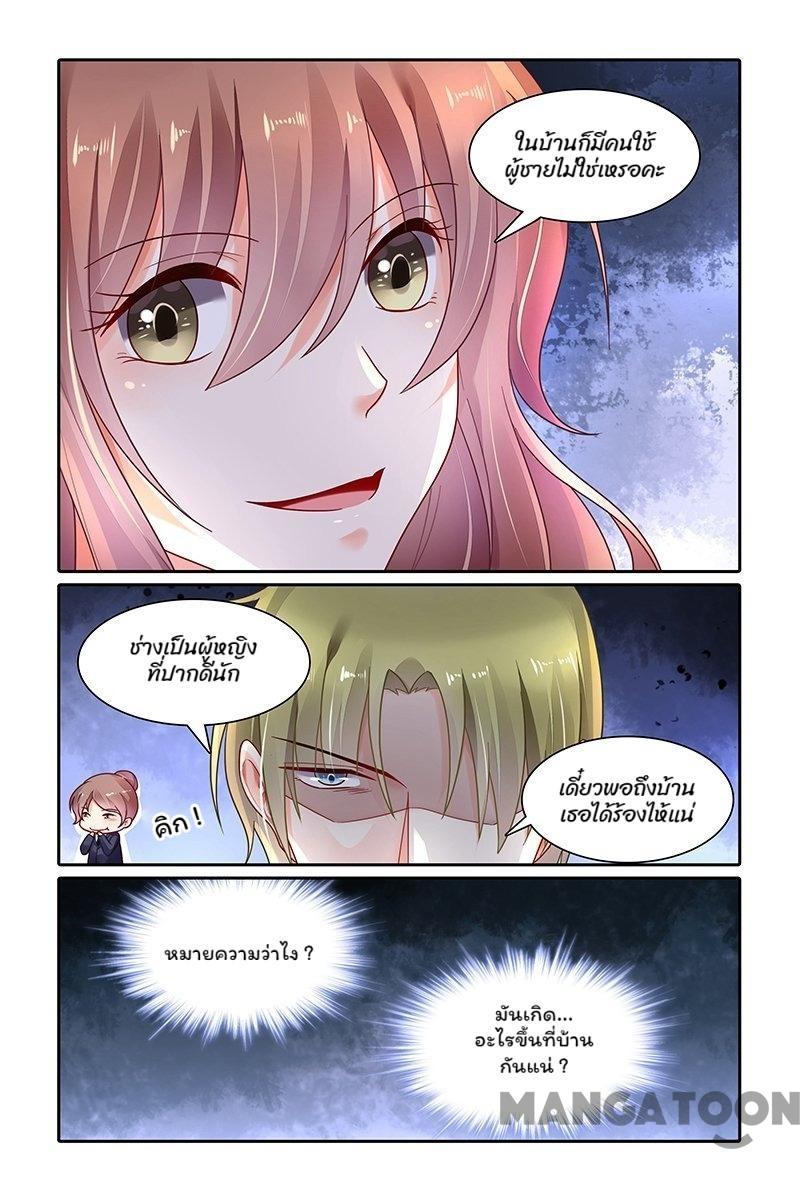 ในบ้านก็มีคนใช้
ผู้ชายไม่ใช่เหรอคะ
ช่างเป็นผู้หญิง
ที่ปากดีนัก
คิก !
เดี๋ยวพอถึงบ้าน
เธอได้ร้องไห้แน่
หมายความว่าไง ?
มันเกิด...
อะไรขึ้นที่บ้าน
กันแน่ ?
MANGATOON